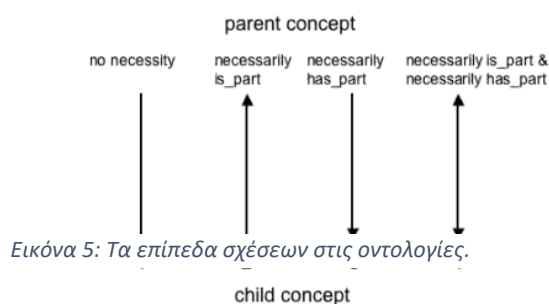 parent concept
no necessity necessarily necessarily necessarily is_part &
is_part has_part necessarily has_part
Εικόνα 5: Τα επίπεδα σχέσεων στις οντολογίες.
child concept